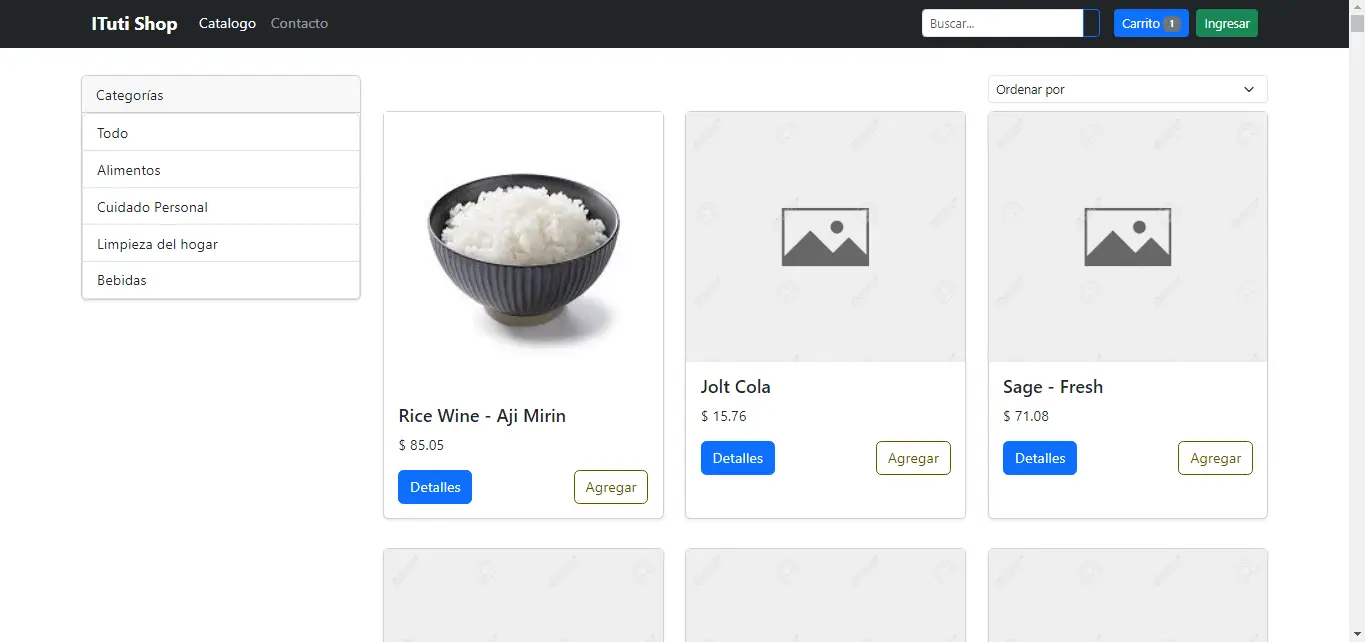 ITuti Shop Catalogo Contacto Buscar... Carrito 1 Ingresar
Categorías
Todo
Alimentos
Cuidado Personal
Limpieza del hogar
Bebidas
Ordenar por
Rice Wine - Aji Mirin
$ 85.05
Detalles Agregar
Jolt Cola
$ 15.76
Detalles Agregar
Sage - Fresh
$ 71.08
Detalles Agregar